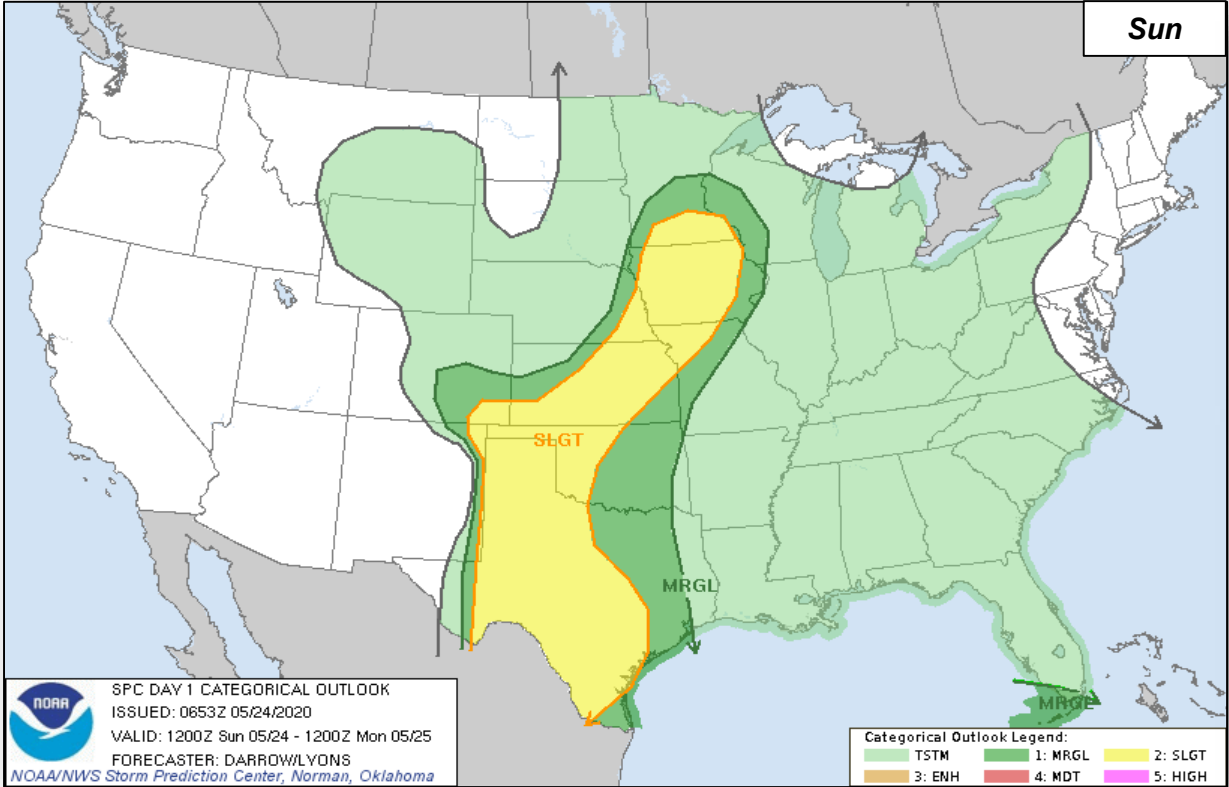 Sun
SLGT
MRGL
MRGL
NOAA
SPC DAY 1 CATEGORICAL OUTLOOK
ISSUED: 0653Z 05/24/2020
VALID: 1200Z Sun 05/24 - 1200Z Mon 05/25
FORECASTER: DARROW/LYONS
NOAA/NWS Storm Prediction Center, Norman, Oklahoma
Categorical Outlook Legend:
TSTM 1: MRGL 2: SLGT
3: ENH 4: MDT 5: HIGH